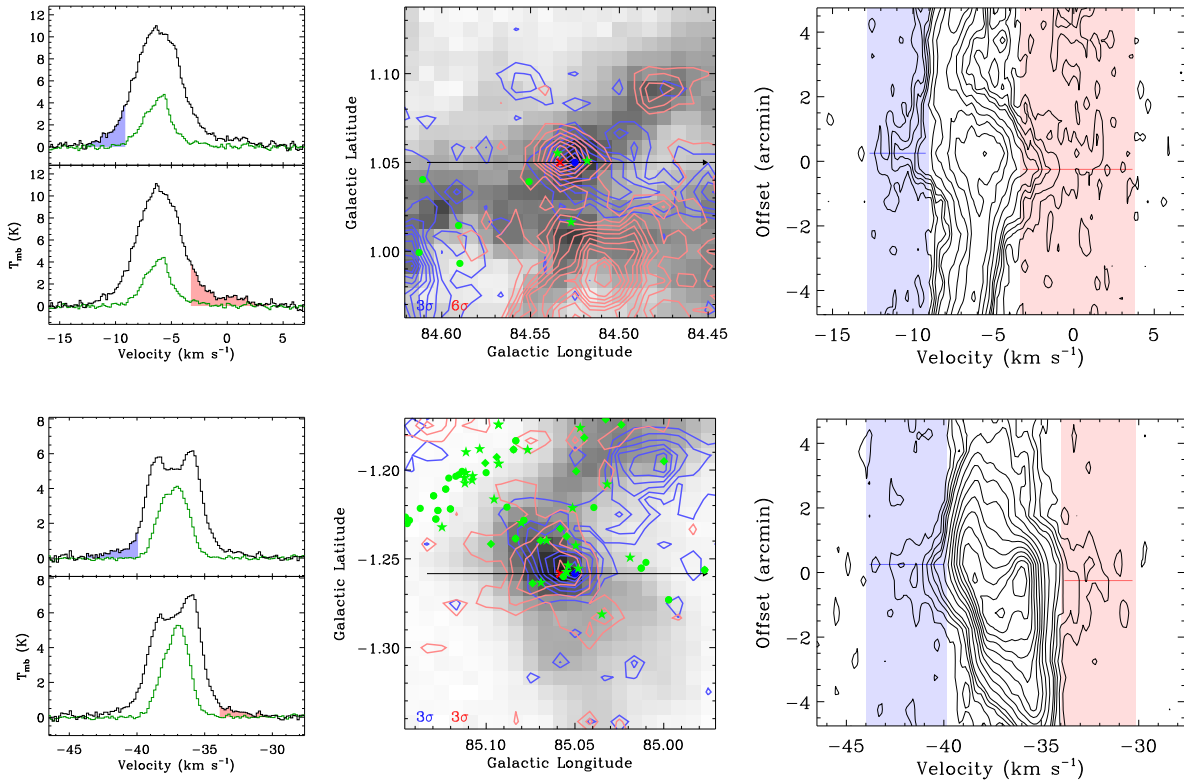 12
10
8
6
4
2
0
12
10
8
6
4
2
0
T_mb (K)
−15 −10 −5 0 5
Velocity (km s⁻¹)
1.10
1.05
1.00
Galactic Latitude
3σ 6σ
84.60 84.55 84.50 84.45
Galactic Longitude
4
2
0
−2
−4
Offset (arcmin)
−15 −10 −5 0 5
Velocity (km s⁻¹)
8
6
4
2
0
8
6
4
2
0
T_mb (K)
−45 −40 −35 −30
Velocity (km s⁻¹)
−1.20
−1.25
−1.30
Galactic Latitude
3σ 3σ
85.10 85.05 85.00
Galactic Longitude
4
2
0
−2
−4
Offset (arcmin)
−45 −40 −35 −30
Velocity (km s⁻¹)